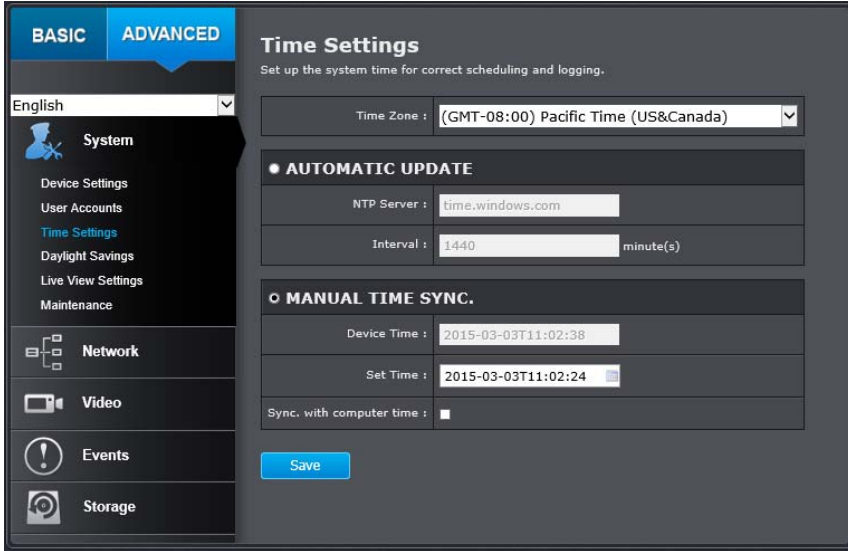 BASIC
ADVANCED
English
System
Device Settings
User Accounts
Time Settings
Daylight Savings
Live View Settings
Maintenance
Network
Video
Events
Storage
Time Settings
Set up the system time for correct scheduling and logging.
Time Zone : (GMT-08:00) Pacific Time (US&Canada)
AUTOMATIC UPDATE
NTP Server : time.windows.com
Interval : 1440 minute(s)
MANUAL TIME SYNC.
Device Time : 2015-03-03T11:02:38
Set Time : 2015-03-03T11:02:24
Sync. with computer time :
Save